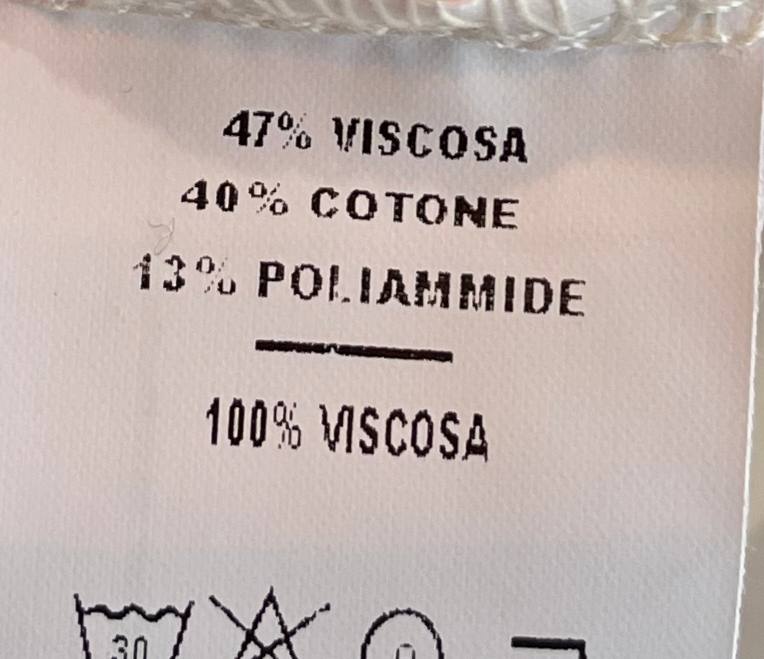 47% VISCOSA
40% COTONE
13% POLIAMMIDE
100% VISCOSA
30